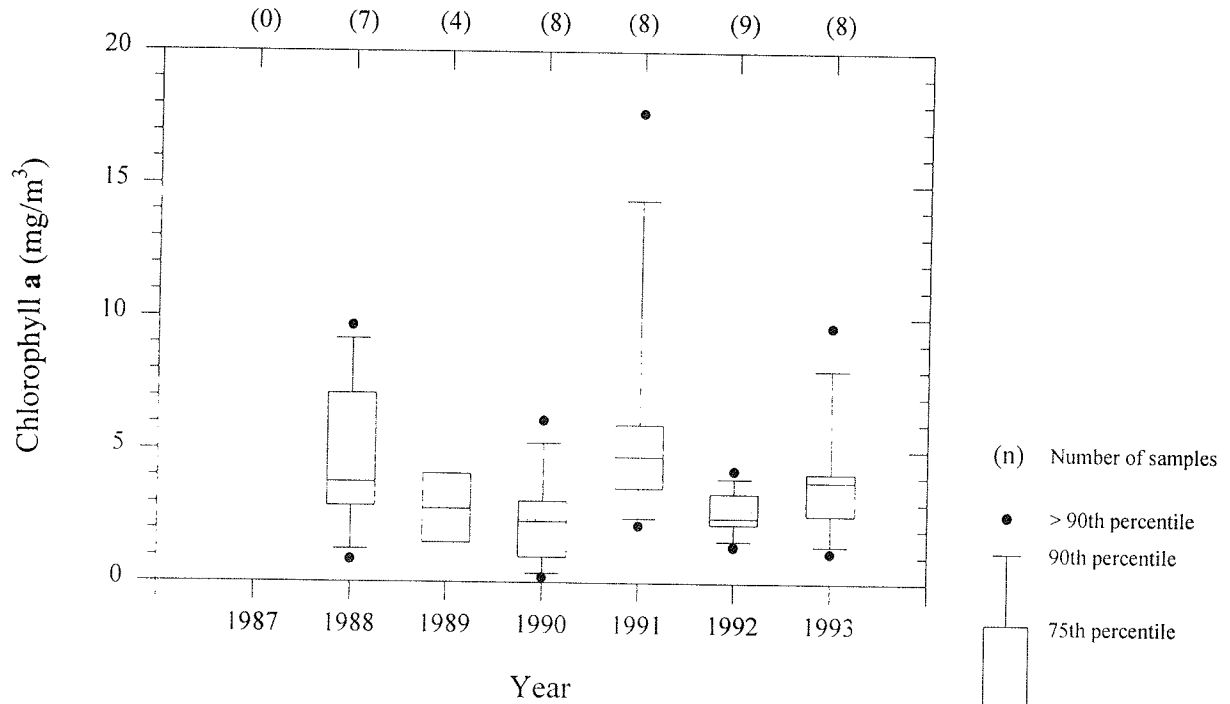 (0) (7) (4) (8) (8) (9) (8)
20
15
10
5
0
Chlorophyll a (mg/m³)
1987 1988 1989 1990 1991 1992 1993
Year
(n) Number of samples
> 90th percentile
90th percentile
75th percentile